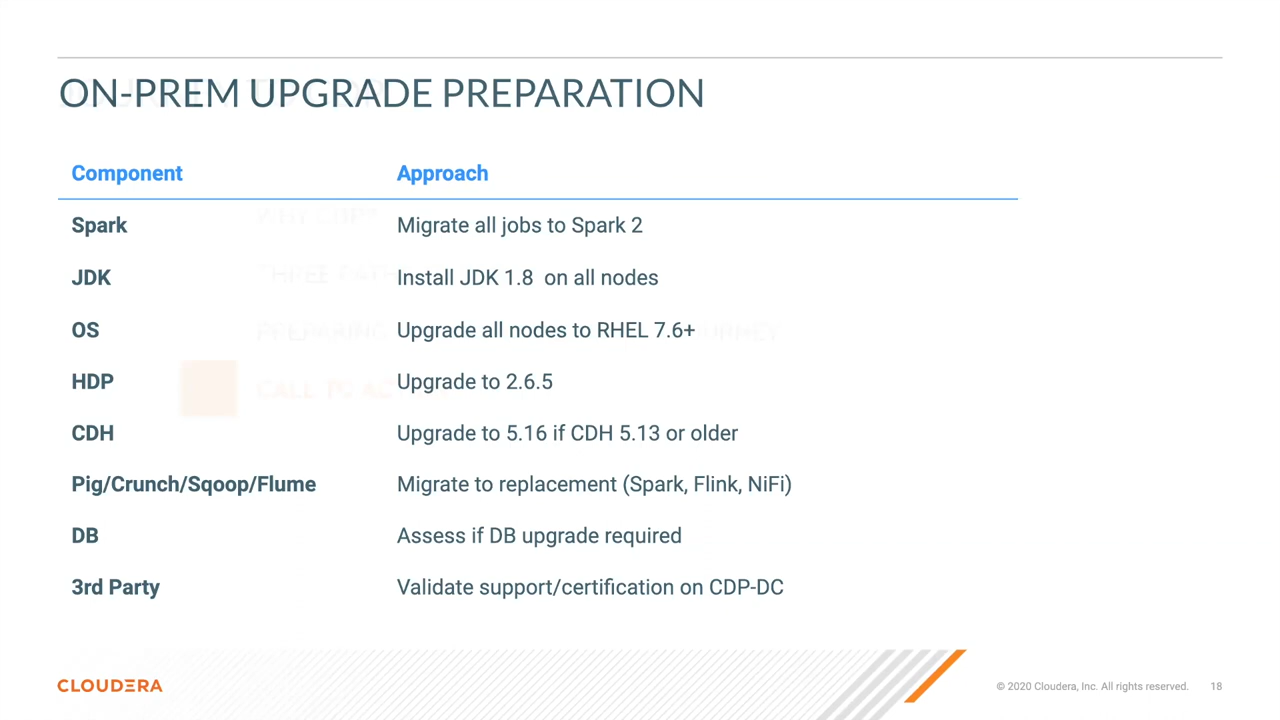 ON-PREM UPGRADE PREPARATION
Component Approach
Spark Migrate all jobs to Spark 2
JDK Install JDK 1.8 on all nodes
OS Upgrade all nodes to RHEL 7.6+
HDP Upgrade to 2.6.5
CDH Upgrade to 5.16 if CDH 5.13 or older
Pig/Crunch/Sqoop/Flume Migrate to replacement (Spark, Flink, NiFi)
DB Assess if DB upgrade required
3rd Party Validate support/certification on CDP-DC
CLOUDERA © 2020 Cloudera, Inc. All rights reserved. 18